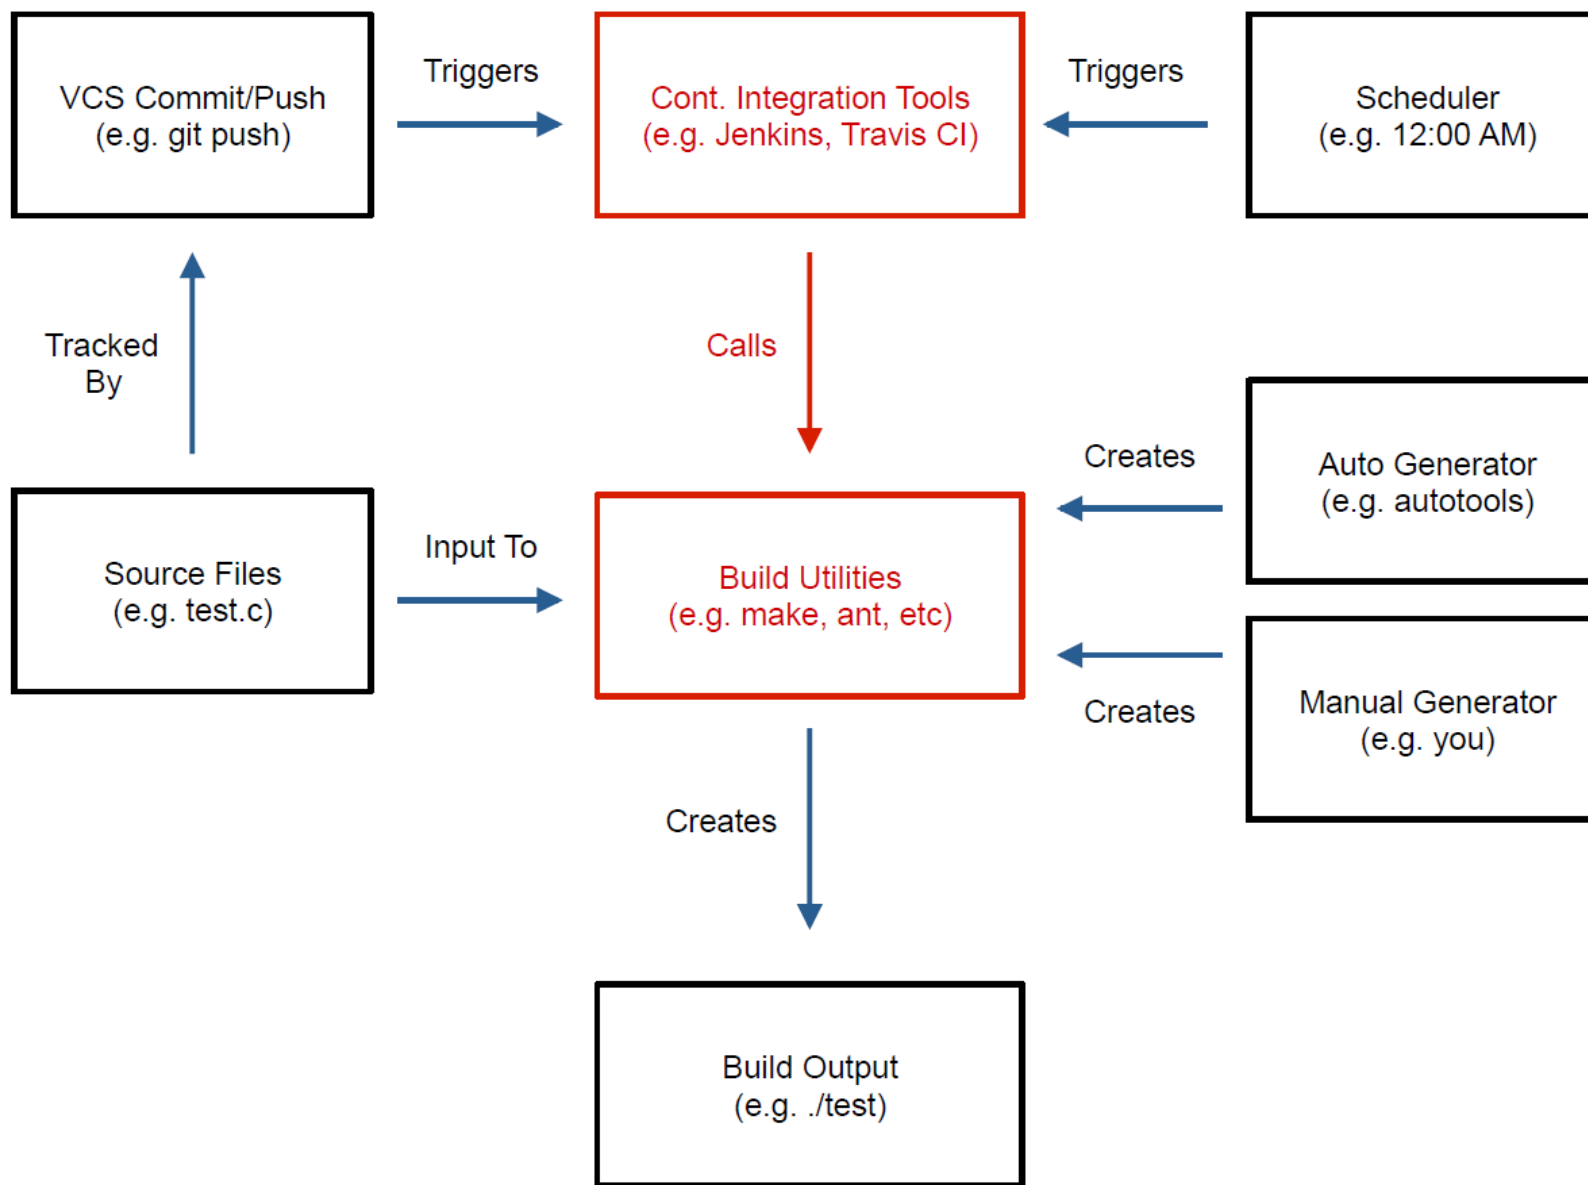 VCS Commit/Push
(e.g. git push)
Triggers
Cont. Integration Tools
(e.g. Jenkins, Travis CI)
Triggers
Scheduler
(e.g. 12:00 AM)
Tracked
By
Calls
Source Files
(e.g. test.c)
Input To
Build Utilities
(e.g. make, ant, etc)
Creates
Auto Generator
(e.g. autotools)
Creates
Manual Generator
(e.g. you)
Creates
Build Output
(e.g. ./test)